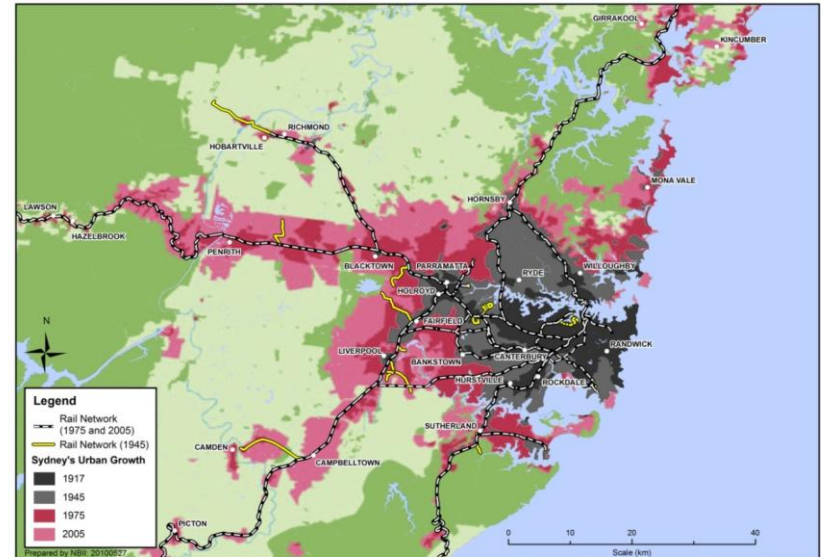 GIRRAKOOL
KINCUMBER
RICHMOND
HOBARTVILLE
MONA VALE
HORNSBY
LAWSON
HAZELBROOK
PENRITH
BLACKTOWN
PARRAMATTA
WILLOUGHBY
RYDE
HOLROYD
FAIRFIELD
N
LIVERPOOL
BANKSTOWN
CANTERBURY
RANDWICK
HURSTVILLE
ROCKDALE
SUTHERLAND
CAMDEN
CAMPBELLTOWN
PICTON
Legend
Rail Network
(1975 and 2005)
Rail Network (1945)
Sydney's Urban Growth
1917
1945
1975
2005
Prepared by NBII: 20100527
0 10 20 40
Scale (km)